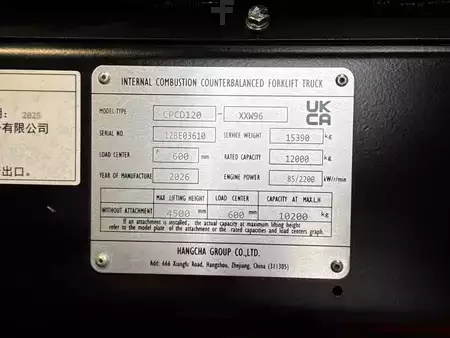 INTERNAL COMBUSTION COUNTERBALANCED FORKLIFT TRUCK
MODEL-TYPE CPCD120 - XXW96
UK
CA
SERIAL NO. 12BE03610 SERVICE WEIGHT 15390 kg
LOAD CENTER 600 mm RATED CAPACITY 12000 kg
YEAR OF MANUFACTURE 2026 ENGINE POWER 85/2200 kW/r/min
MAX .LIFTING HEIGHT LOAD CENTER CAPACITY AT MAX.L.H
WITHOUT ATTACHMENT 4500 mm 600 mm 10200 kg
If an attachment is installed, the actual capacity at maximum lifting height
refer to the model plate of the attachment or the rated capacities and load centers graph.
HANGCHA GROUP CO.,LTD.
Add: 666 Xiangfu Road, Hangzhou, Zhejiang, China (311305)
期: 2025
份有限公司
出口.